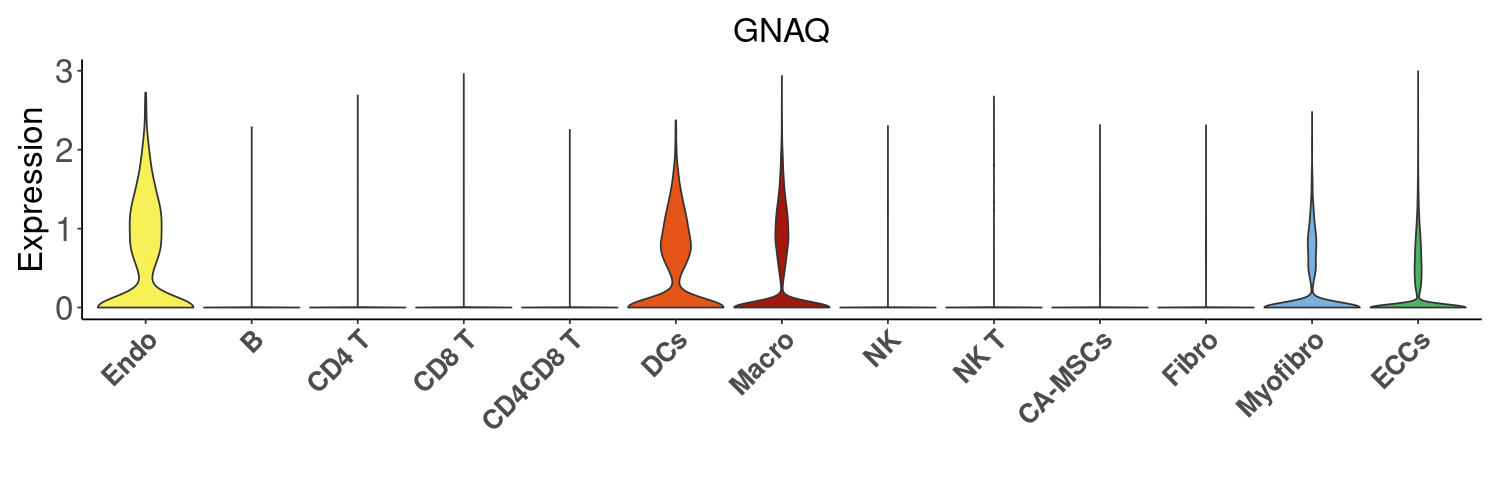 GNAQ
Expression
3
2
1
0
Endo
B
CD4 T
CD8 T
CD4CD8 T
DCs
Macro
NK
NK T
CA-MSCs
Fibro
Myofibro
ECCs